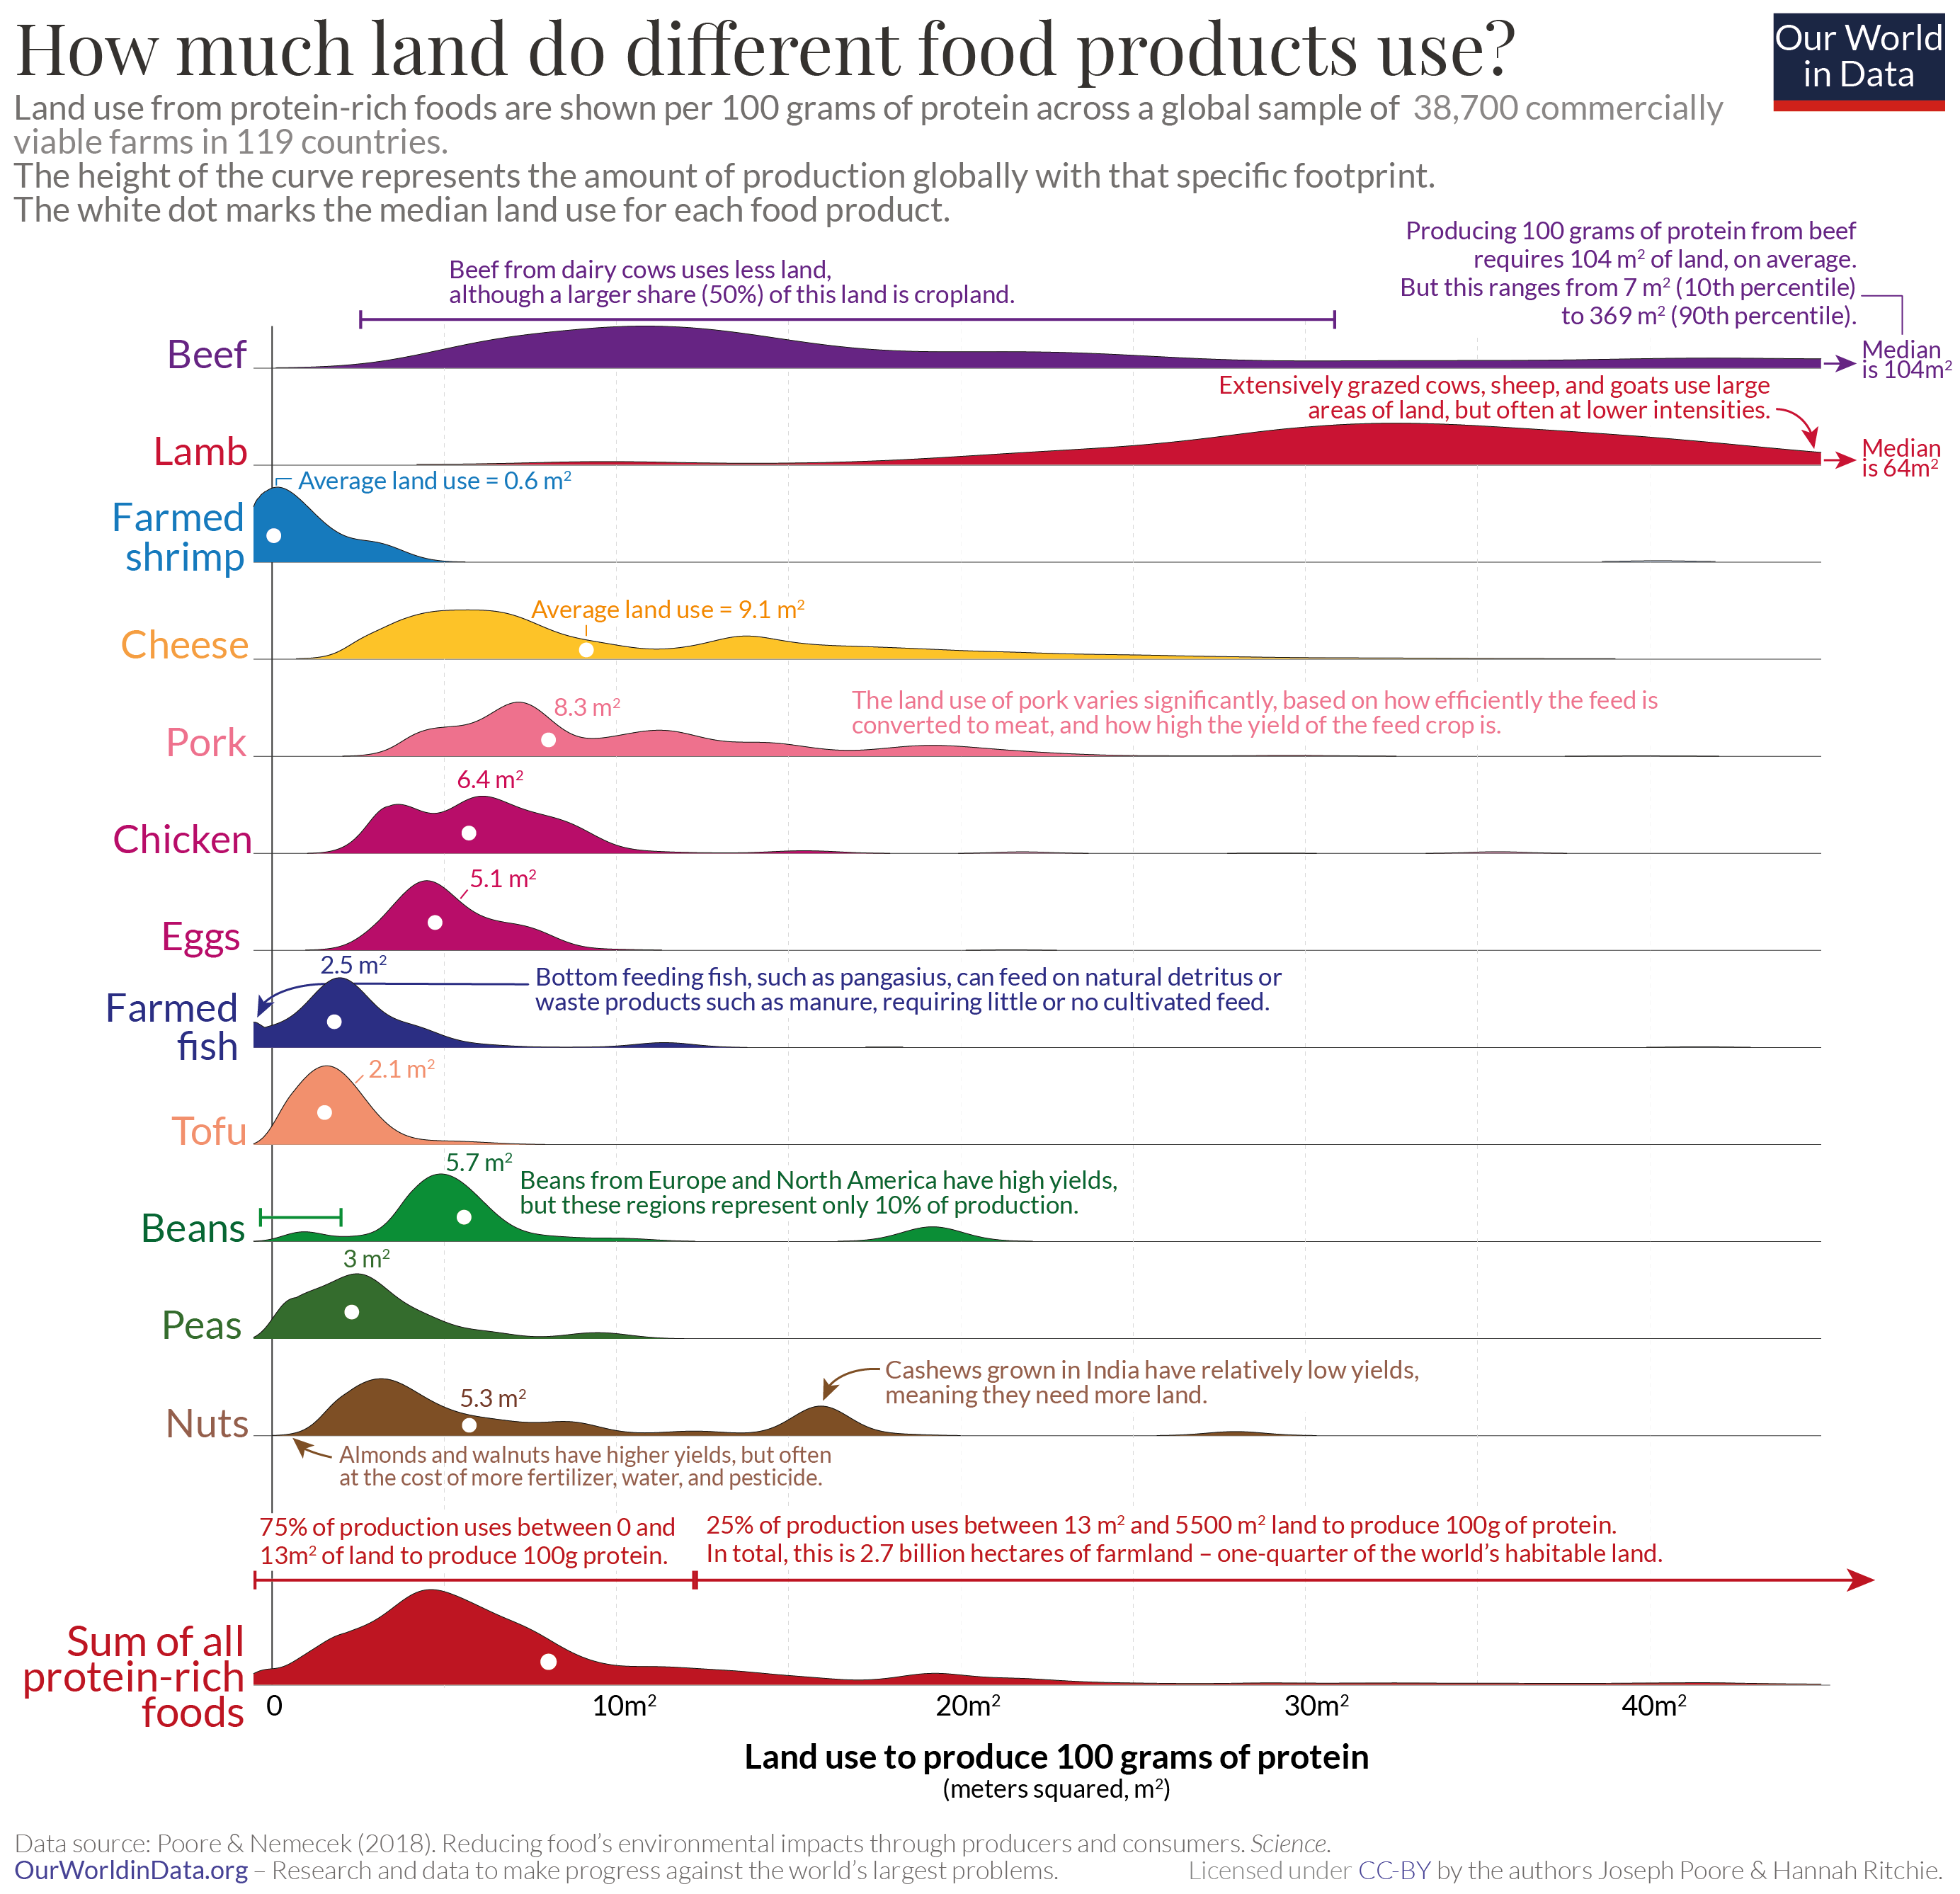 How much land do different food products use?
Our World
in Data
Land use from protein-rich foods are shown per 100 grams of protein across a global sample of 38,700 commercially
viable farms in 119 countries.
The height of the curve represents the amount of production globally with that specific footprint.
The white dot marks the median land use for each food product.
Producing 100 grams of protein from beef
requires 104 m² of land, on average.
But this ranges from 7 m² (10th percentile)
to 369 m² (90th percentile).
Beef from dairy cows uses less land,
although a larger share (50%) of this land is cropland.
Beef
Median
is 104m²
Extensively grazed cows, sheep, and goats use large
areas of land, but often at lower intensities.
Lamb
Median
is 64m²
Average land use = 0.6 m²
Farmed
shrimp
Average land use = 9.1 m²
Cheese
8.3 m²
The land use of pork varies significantly, based on how efficiently the feed is
converted to meat, and how high the yield of the feed crop is.
Pork
6.4 m²
Chicken
5.1 m²
Eggs
2.5 m²
Bottom feeding fish, such as pangasius, can feed on natural detritus or
waste products such as manure, requiring little or no cultivated feed.
Farmed
fish
2.1 m²
Tofu
5.7 m²
Beans from Europe and North America have high yields,
but these regions represent only 10% of production.
Beans
3 m²
Peas
Cashews grown in India have relatively low yields,
meaning they need more land.
5.3 m²
Nuts
Almonds and walnuts have higher yields, but often
at the cost of more fertilizer, water, and pesticide.
75% of production uses between 0 and
13m² of land to produce 100g protein.
25% of production uses between 13 m² and 5500 m² land to produce 100g of protein.
In total, this is 2.7 billion hectares of farmland – one-quarter of the world's habitable land.
Sum of all
protein-rich
foods
0 10m² 20m² 30m² 40m²
Land use to produce 100 grams of protein
(meters squared, m²)
Data source: Poore & Nemecek (2018). Reducing food's environmental impacts through producers and consumers. Science.
OurWorldinData.org – Research and data to make progress against the world's largest problems.
Licensed under CC-BY by the authors Joseph Poore & Hannah Ritchie.